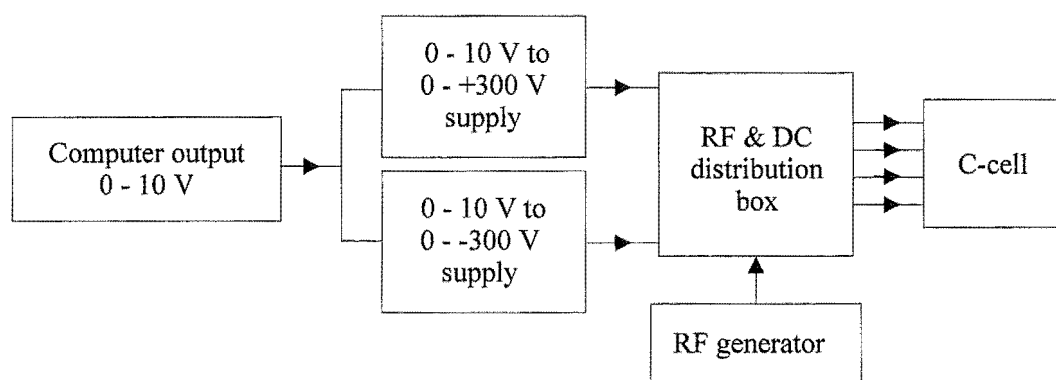 Computer output
0 - 10 V
0 - 10 V to
0 - +300 V
supply
0 - 10 V to
0 - -300 V
supply
RF & DC
distribution
box
C-cell
RF generator